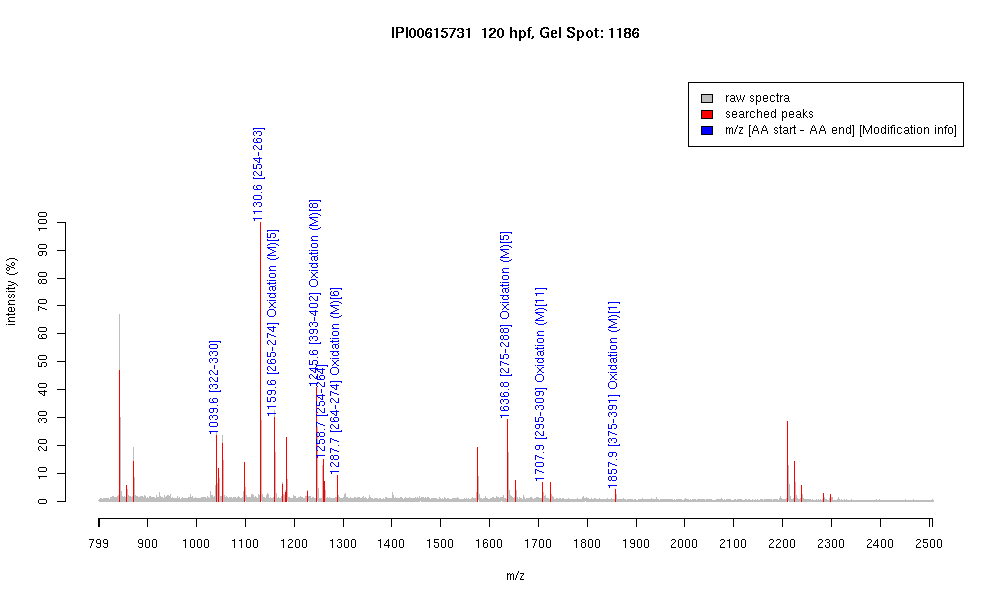 IPI00615731 120 hpf, Gel Spot: 1186
raw spectra
searched peaks
m/z [AA start - AA end] [Modification info]
intensity (%)
100
90
80
70
60
50
40
30
20
10
0
1039.6 [322-330]
1130.6 [254-263]
1159.6 [265-274] Oxidation (M)[5]
1245.6 [393-402] Oxidation (M)[8]
1258.7 [254-264]
1287.7 [264-274] Oxidation (M)[6]
1636.8 [275-288] Oxidation (M)[5]
1707.9 [295-309] Oxidation (M)[11]
1857.9 [375-391] Oxidation (M)[1]
799 900 1000 1100 1200 1300 1400 1500 1600 1700 1800 1900 2000 2100 2200 2300 2400 2500
m/z